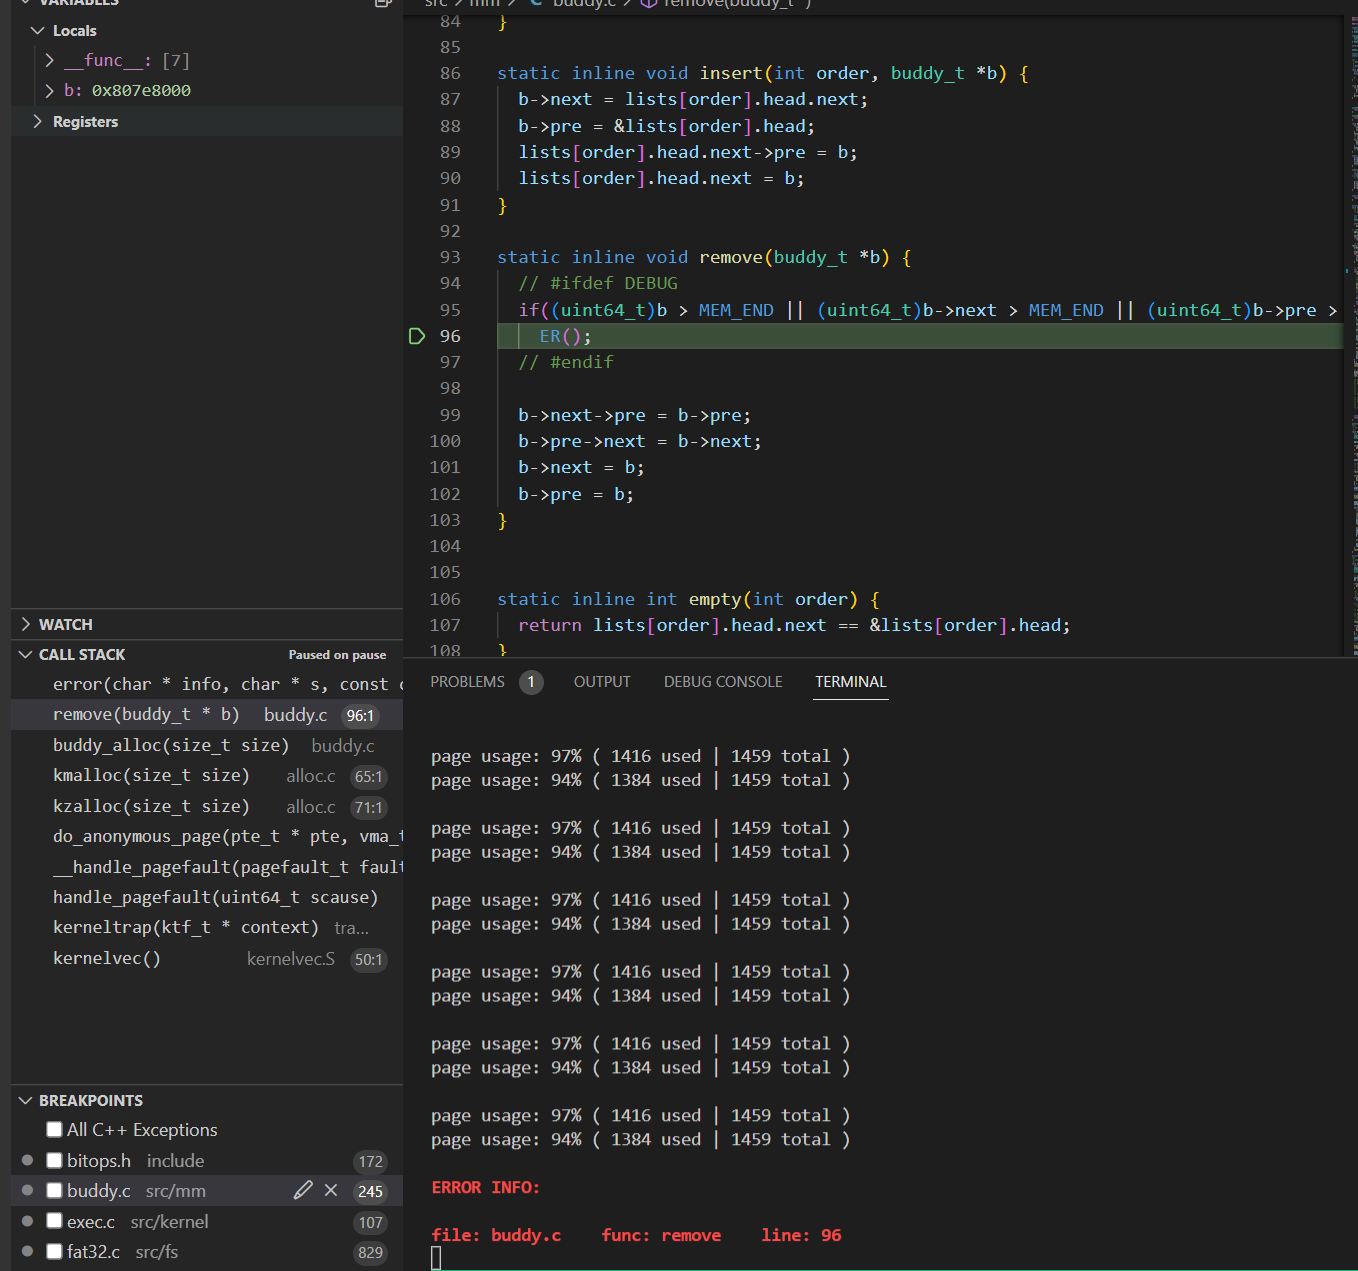 VARIABLES
Locals
__func__: [7]
b: 0x807e8000
Registers
WATCH
CALL STACK Paused on pause
error(char * info, char * s, const
remove(buddy_t * b) buddy.c 96:1
buddy_alloc(size_t size) buddy.c
kmalloc(size_t size) alloc.c 65:1
kzalloc(size_t size) alloc.c 71:1
do_anonymous_page(pte_t * pte, vma_t
__handle_pagefault(pagefault_t fault
handle_pagefault(uint64_t scause)
kerneltrap(ktf_t * context) tra...
kernelvec() kernelvec.S 50:1
BREAKPOINTS
All C++ Exceptions
bitops.h include 172
buddy.c src/mm 245
exec.c src/kernel 107
fat32.c src/fs 829
src > mm > C buddy.c > remove(buddy_t *)
84 }
85
86 static inline void insert(int order, buddy_t *b) {
87 b->next = lists[order].head.next;
88 b->pre = &lists[order].head;
89 lists[order].head.next->pre = b;
90 lists[order].head.next = b;
91 }
92
93 static inline void remove(buddy_t *b) {
94 // #ifdef DEBUG
95 if((uint64_t)b > MEM_END || (uint64_t)b->next > MEM_END || (uint64_t)b->pre >
96 ER();
97 // #endif
98
99 b->next->pre = b->pre;
100 b->pre->next = b->next;
101 b->next = b;
102 b->pre = b;
103 }
104
105
106 static inline int empty(int order) {
107 return lists[order].head.next == &lists[order].head;
108 }
PROBLEMS 1 OUTPUT DEBUG CONSOLE TERMINAL
page usage: 97% ( 1416 used | 1459 total )
page usage: 94% ( 1384 used | 1459 total )
page usage: 97% ( 1416 used | 1459 total )
page usage: 94% ( 1384 used | 1459 total )
page usage: 97% ( 1416 used | 1459 total )
page usage: 94% ( 1384 used | 1459 total )
page usage: 97% ( 1416 used | 1459 total )
page usage: 94% ( 1384 used | 1459 total )
page usage: 97% ( 1416 used | 1459 total )
page usage: 94% ( 1384 used | 1459 total )
page usage: 97% ( 1416 used | 1459 total )
page usage: 94% ( 1384 used | 1459 total )
ERROR INFO:
file: buddy.c func: remove line: 96